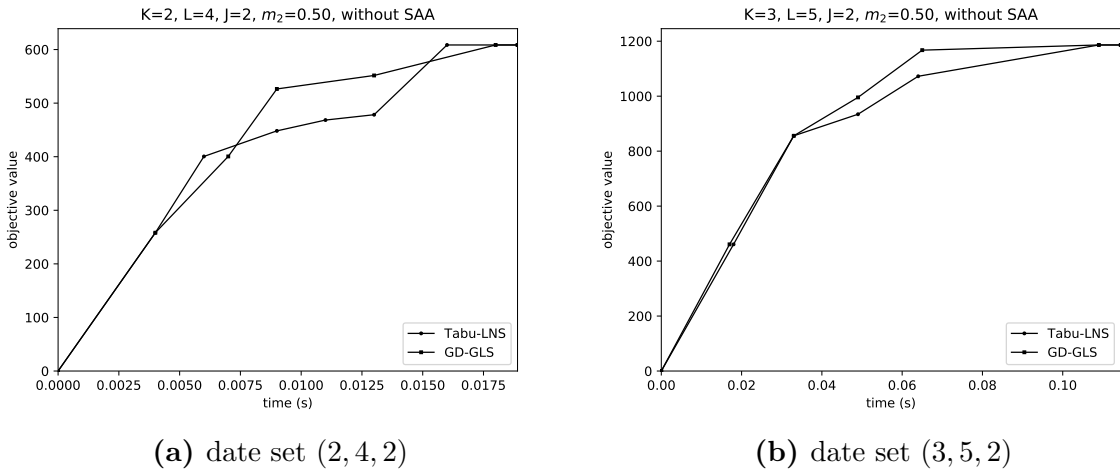 K=2, L=4, J=2, m₂=0.50, without SAA
600
500
400
300
200
100
0
objective value
0.0000 0.0025 0.0050 0.0075 0.0100 0.0125 0.0150 0.0175
time (s)
Tabu-LNS
GD-GLS
(a) date set (2, 4, 2)
K=3, L=5, J=2, m₂=0.50, without SAA
1200
1000
800
600
400
200
0
objective value
0.00 0.02 0.04 0.06 0.08 0.10
time (s)
Tabu-LNS
GD-GLS
(b) date set (3, 5, 2)